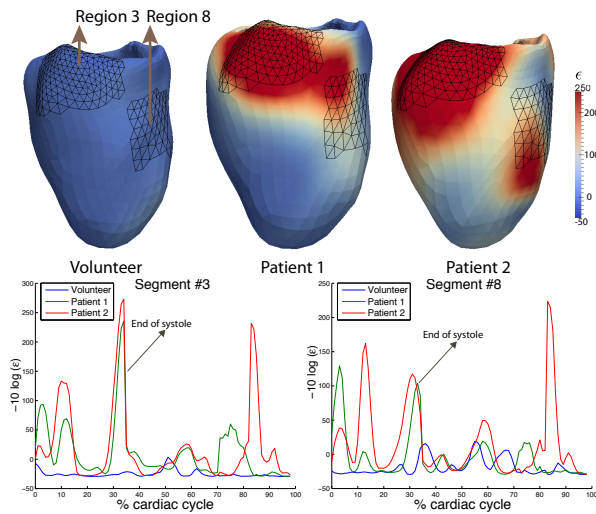 Region 3 Region 8
ϵ
250
200
100
0
-50
Volunteer Patient 1 Patient 2
Segment #3
300
250
200
150
100
50
0
−50
Volunteer
Patient 1
Patient 2
End of systole
−10 log (ε)
0 10 20 30 40 50 60 70 80 90 100
% cardiac cycle
Segment #8
250
200
150
100
50
0
−50
Volunteer
Patient 1
Patient 2
End of systole
−10 log (ε)
0 10 20 30 40 50 60 70 80 90 100
% cardiac cycle